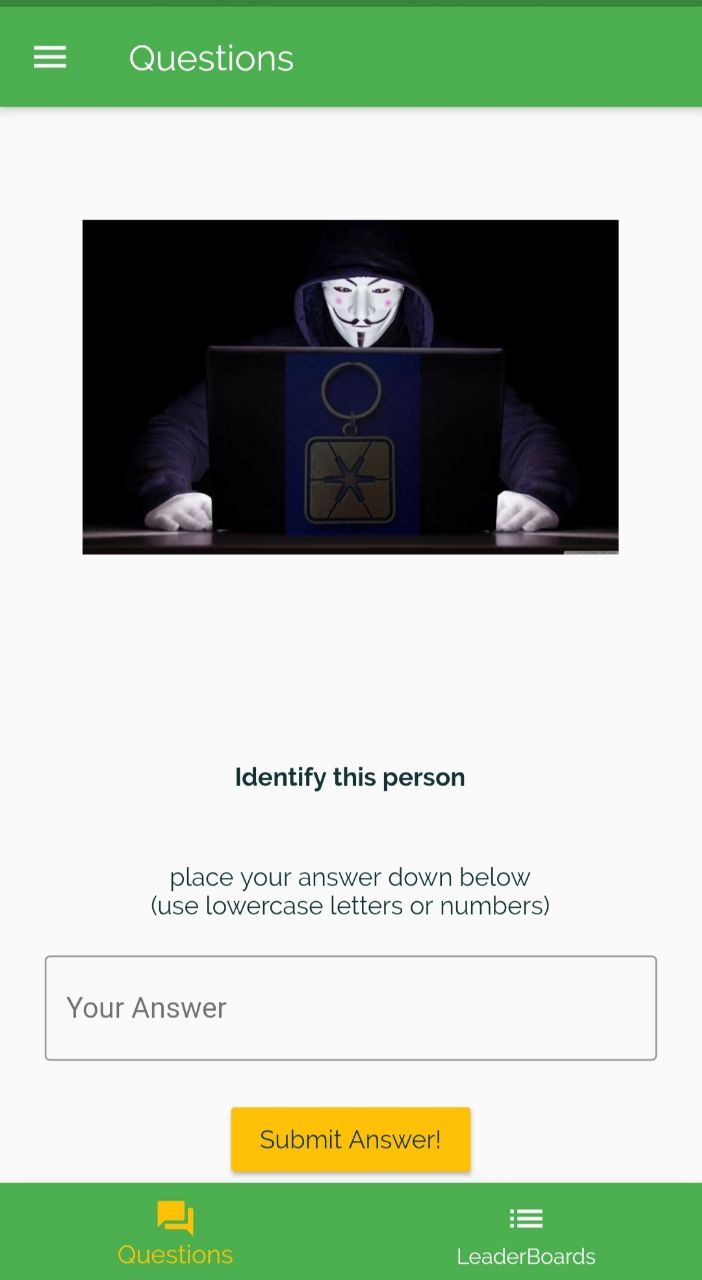 Questions
Identify this person
place your answer down below
(use lowercase letters or numbers)
Your Answer
Submit Answer!
Questions
LeaderBoards